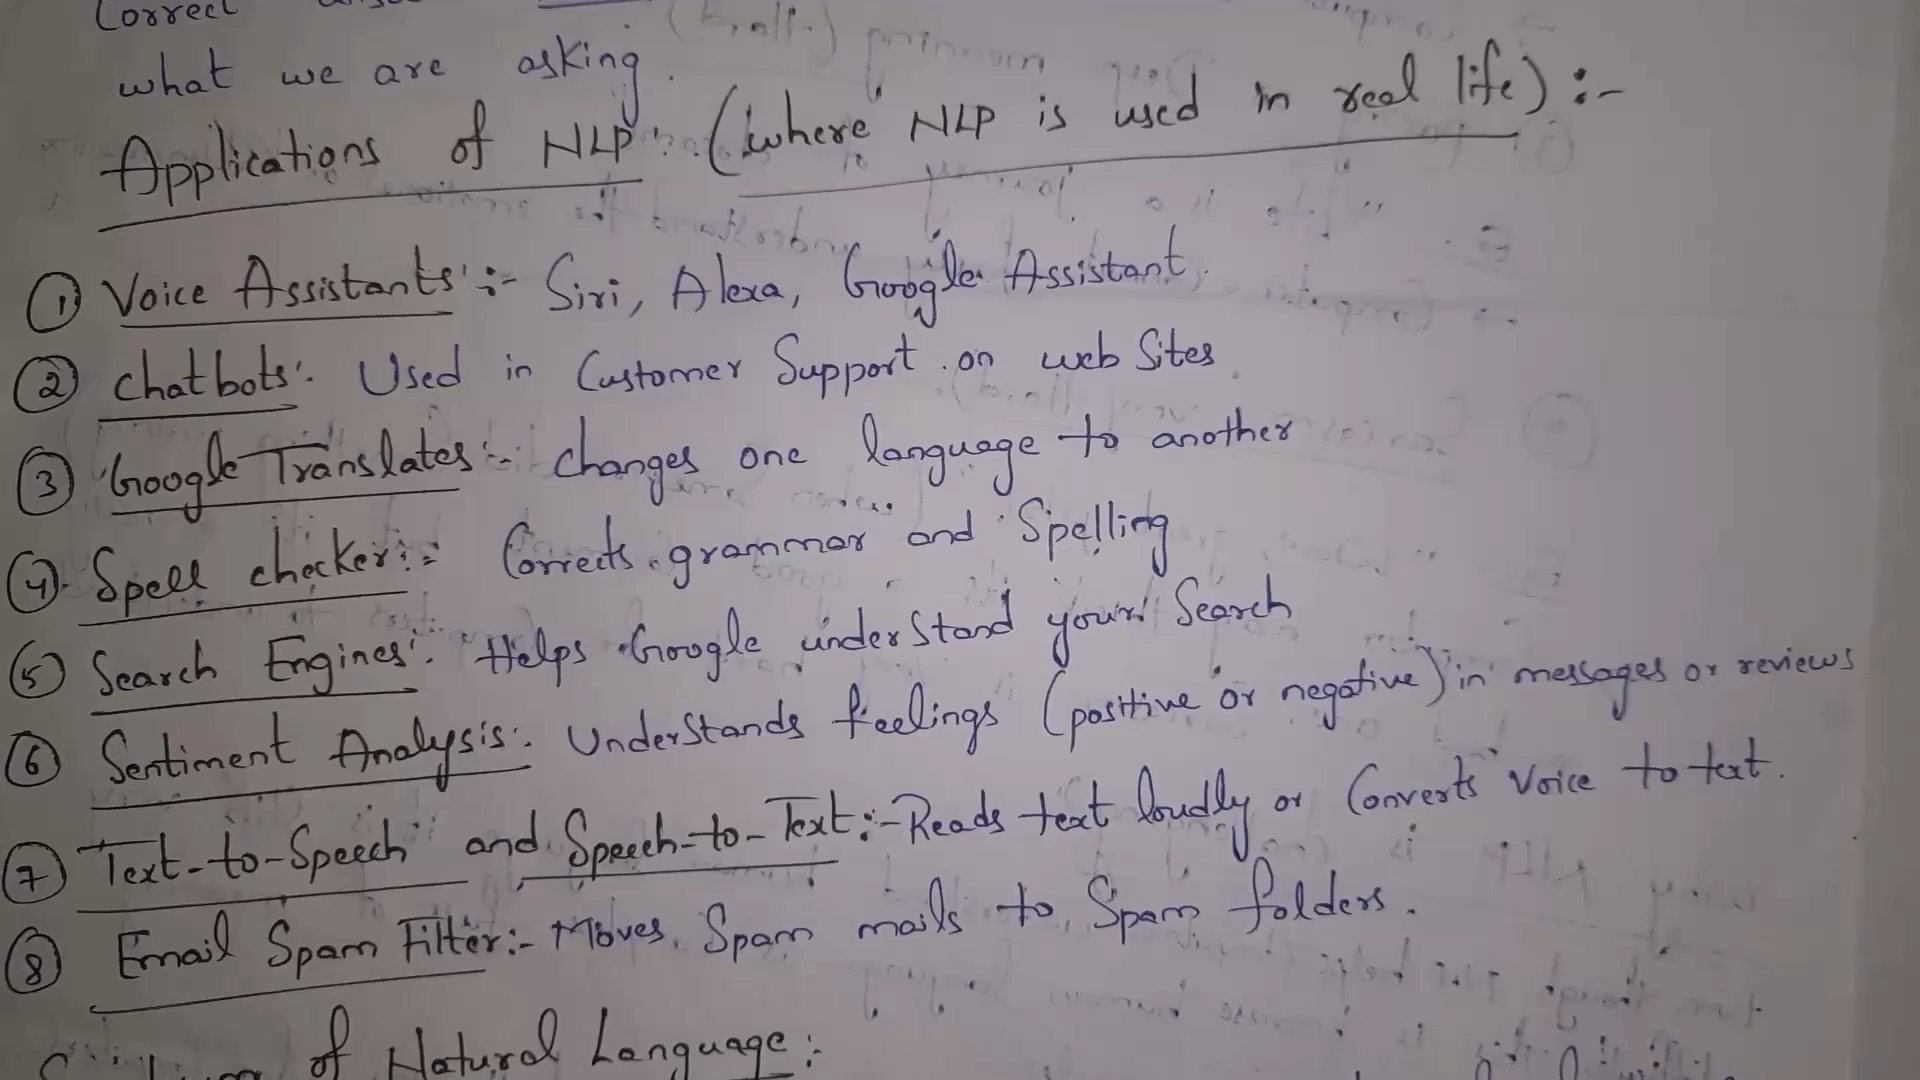 Correct
what we are asking.
Applications of NLP: (where NLP is used in real life) :-
① Voice Assistants :- Siri, Alexa, Google Assistant.
② Chatbots: Used in Customer Support on web Sites
③ Google Translates :- Changes one language to another
④ Spell checker :- Corrects grammar and Spelling
⑤ Search Engines: Helps Google understand your Search
⑥ Sentiment Analysis: Understands feelings (positive or negative) in messages or reviews
⑦ Text-to-Speech and Speech-to-Text :- Reads text loudly or Converts Voice to text.
⑧ Email Spam Filter :- Moves Spam mails to Spam folders.
of Natural Language :-